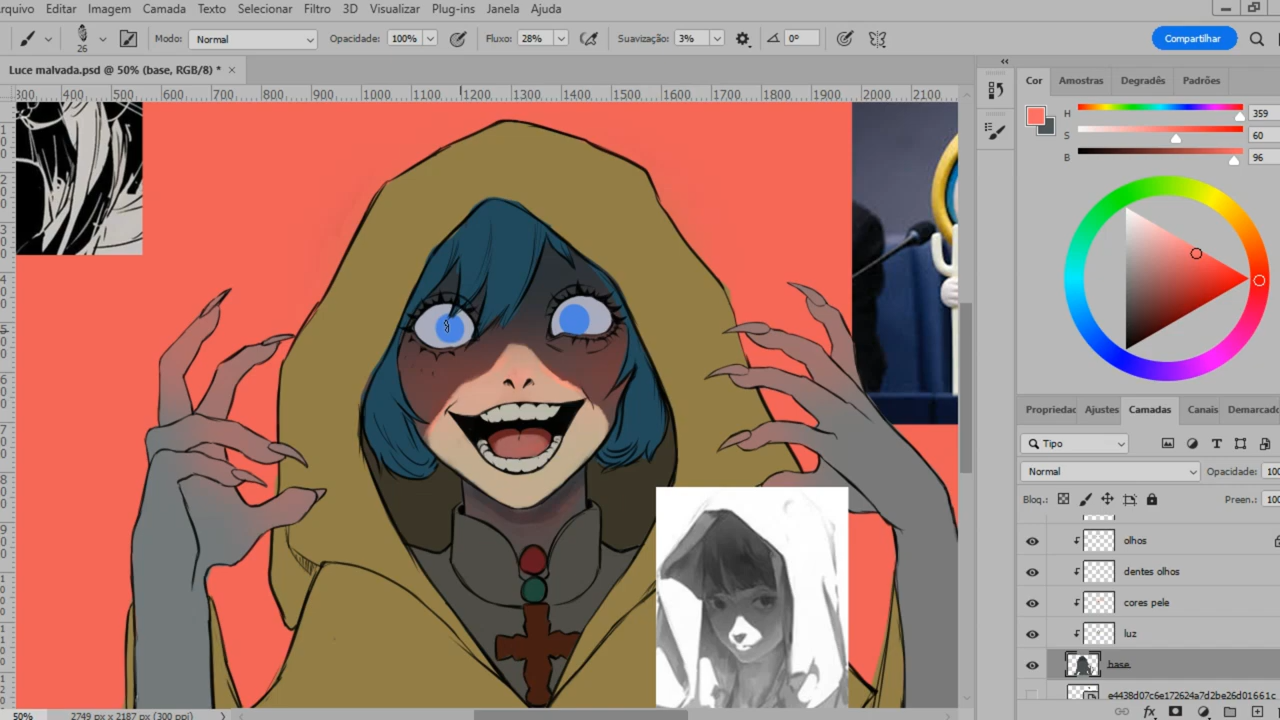 rquivo Editar Imagem Camada Texto Selecionar Filtro 3D Visualizar Plug-ins Janela Ajuda
26 Modo: Normal Opacidade: 100% Fluxo: 28% Suavização: 3% 0° Compartilhar
Luce malvada.psd @ 50% (base, RGB/8) * ×
300 400 500 600 700 800 900 1000 1100 1200 1300 1400 1500 1600 1700 1800 1900 2000 2100
Cor Amostras Degradês Padrões
H 359
S 60
B 96
Propriedac Ajustes Camadas Canais Demarcado
Tipo
Normal Opacidade: 100
Bloq.: Preen.: 100
olhos
dentes olhos
cores pele
luz
base
e4438d07c6e172624a7d2be26d01661c
50% 2749 px x 2187 px (300 ppi)